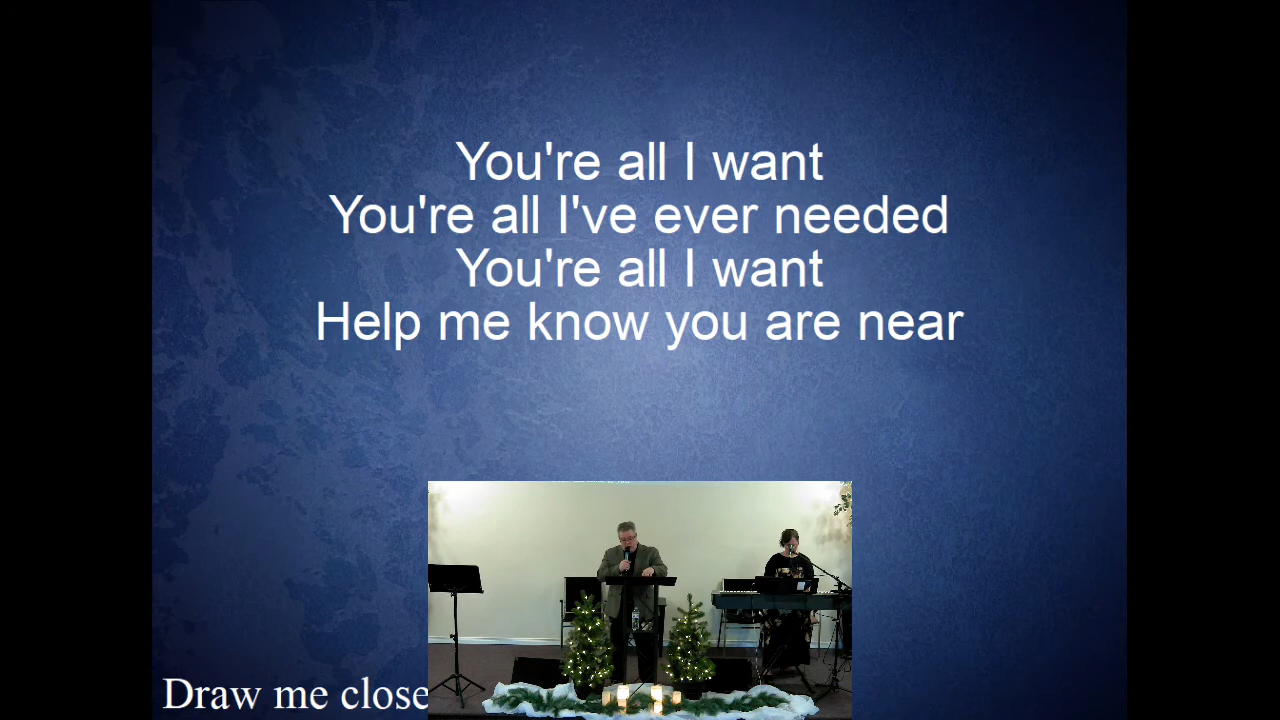 You're all I want
You're all I've ever needed
You're all I want
Help me know you are near
Draw me close